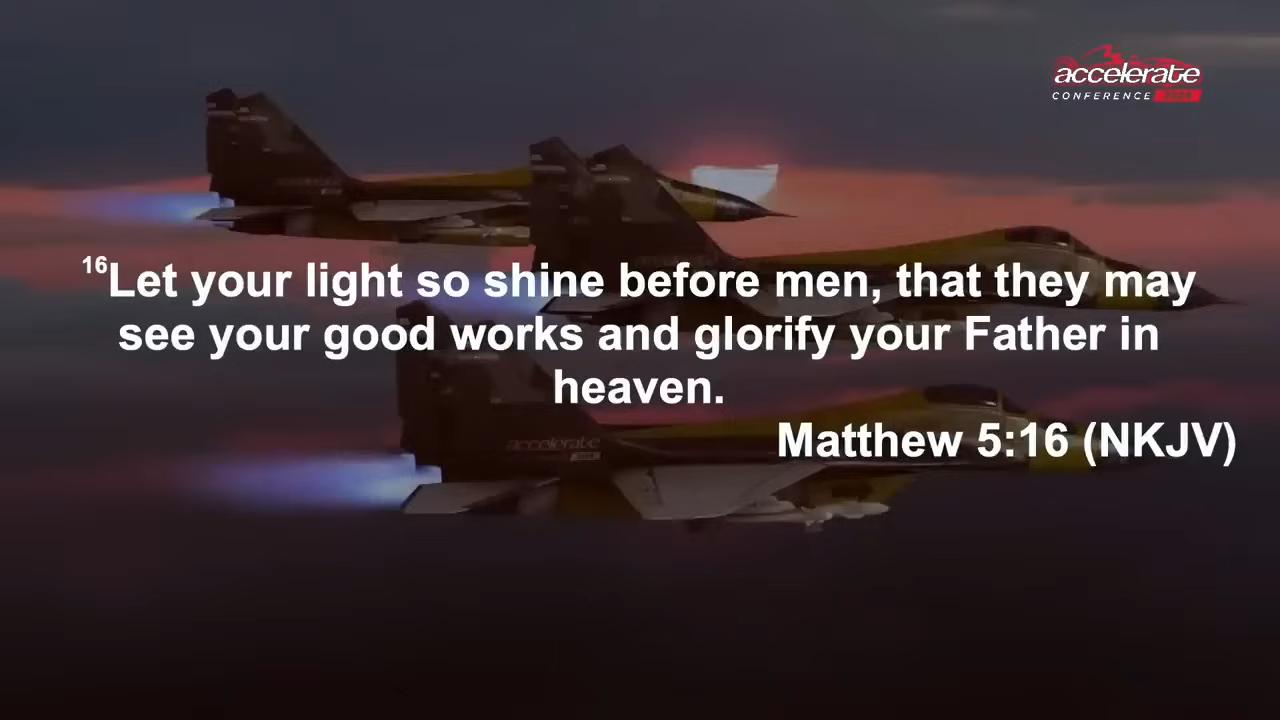 accelerate
CONFERENCE
16Let your light so shine before men, that they may
see your good works and glorify your Father in
heaven.
Matthew 5:16 (NKJV)
accelerate